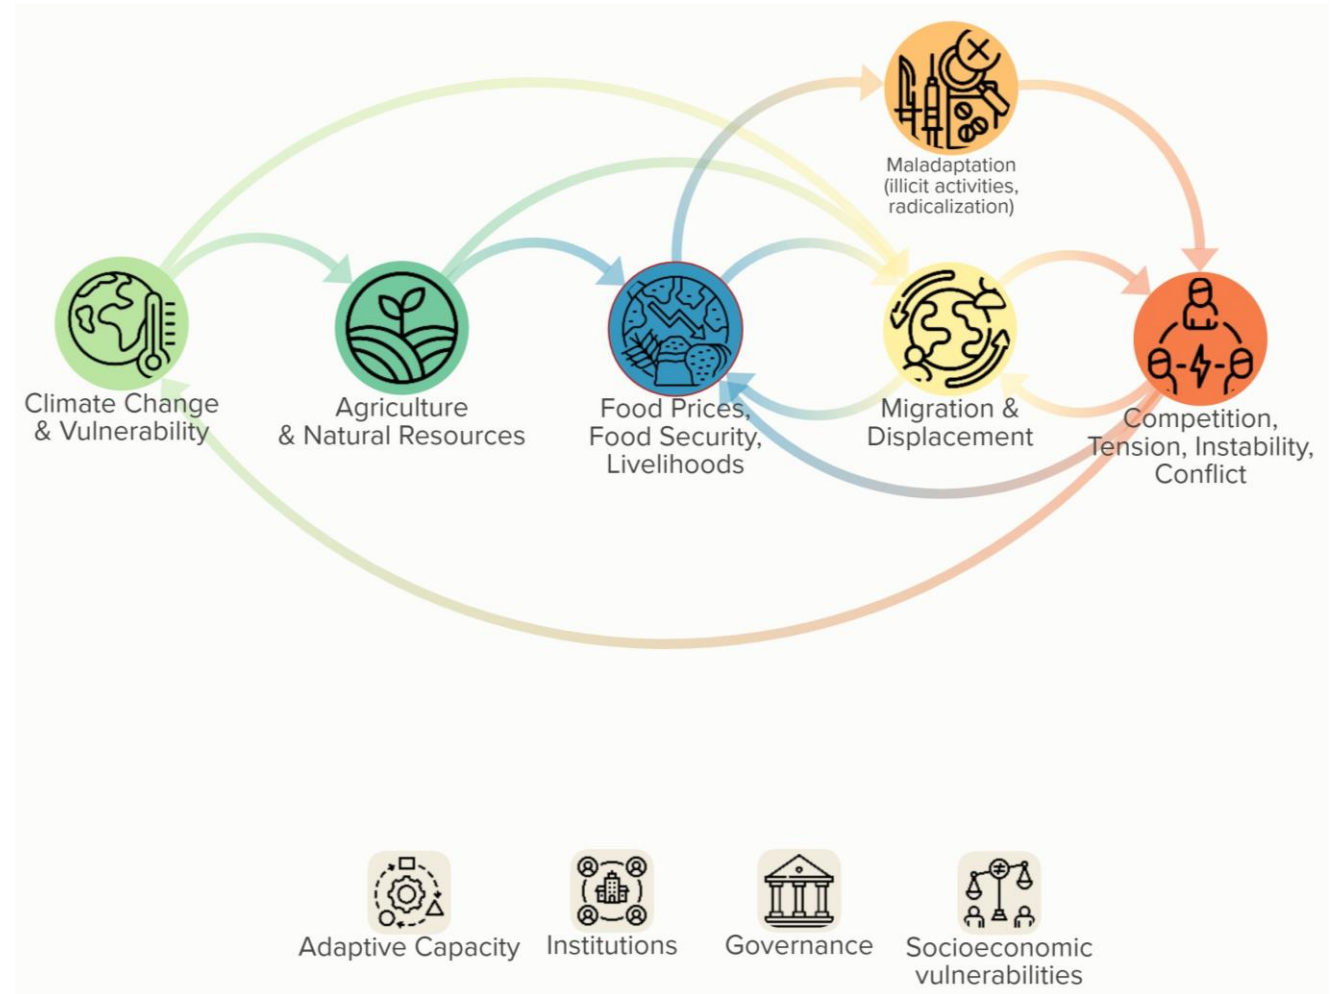 Maladaptation
(illicit activities,
radicalization)
Climate Change
& Vulnerability
Agriculture
& Natural Resources
Food Prices,
Food Security,
Livelihoods
Migration &
Displacement
Competition,
Tension, Instability,
Conflict
Adaptive Capacity
Institutions
Governance
Socioeconomic
vulnerabilities